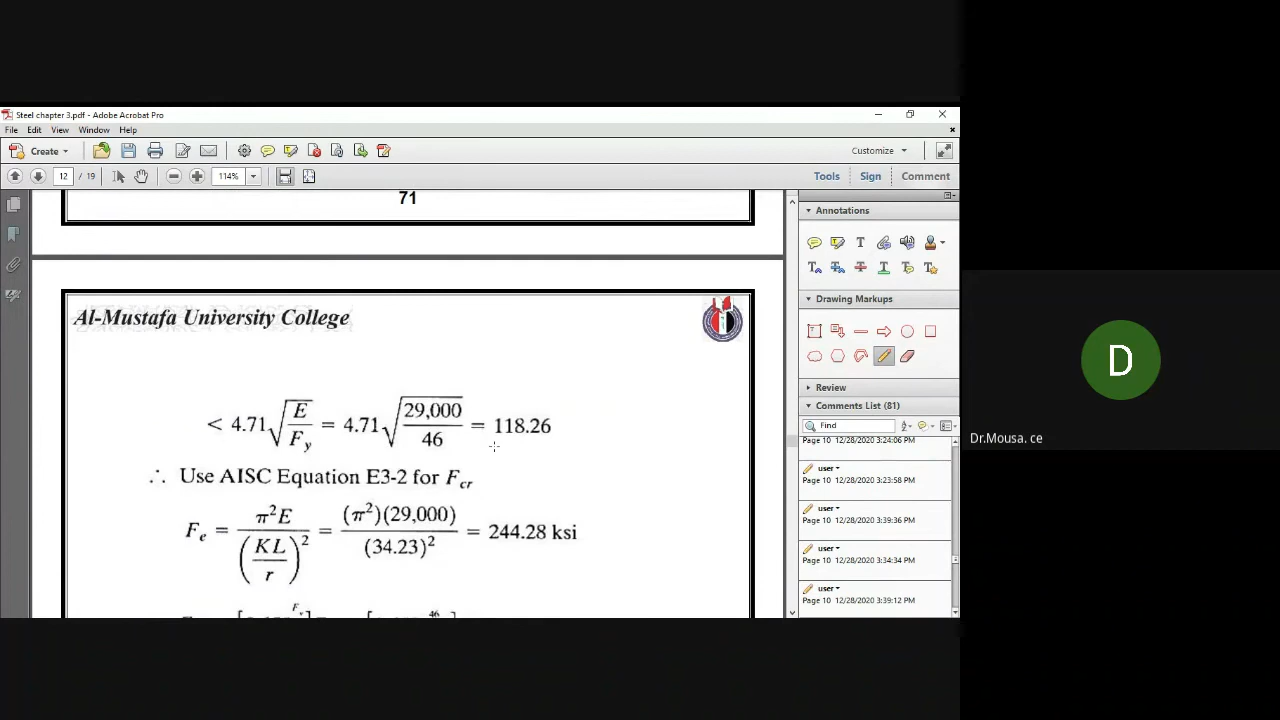 Steel chapter 3.pdf - Adobe Acrobat Pro
File Edit View Window Help
Create Customize
12 / 19 114% Tools Sign Comment
71
Al-Mustafa University College
< 4.71√(E/Fy) = 4.71√(29,000/46) = 118.26
∴ Use AISC Equation E3-2 for Fcr
Fe = π²E/(KL/r)² = (π²)(29,000)/(34.23)² = 244.28 ksi
Annotations
Drawing Markups
Review
Comments List (81)
Find
Page 10 12/28/2020 3:24:06 PM
user
Page 10 12/28/2020 3:23:58 PM
user
Page 10 12/28/2020 3:39:36 PM
user
Page 10 12/28/2020 3:34:34 PM
user
Page 10 12/28/2020 3:39:12 PM
D
Dr.Mousa. ce